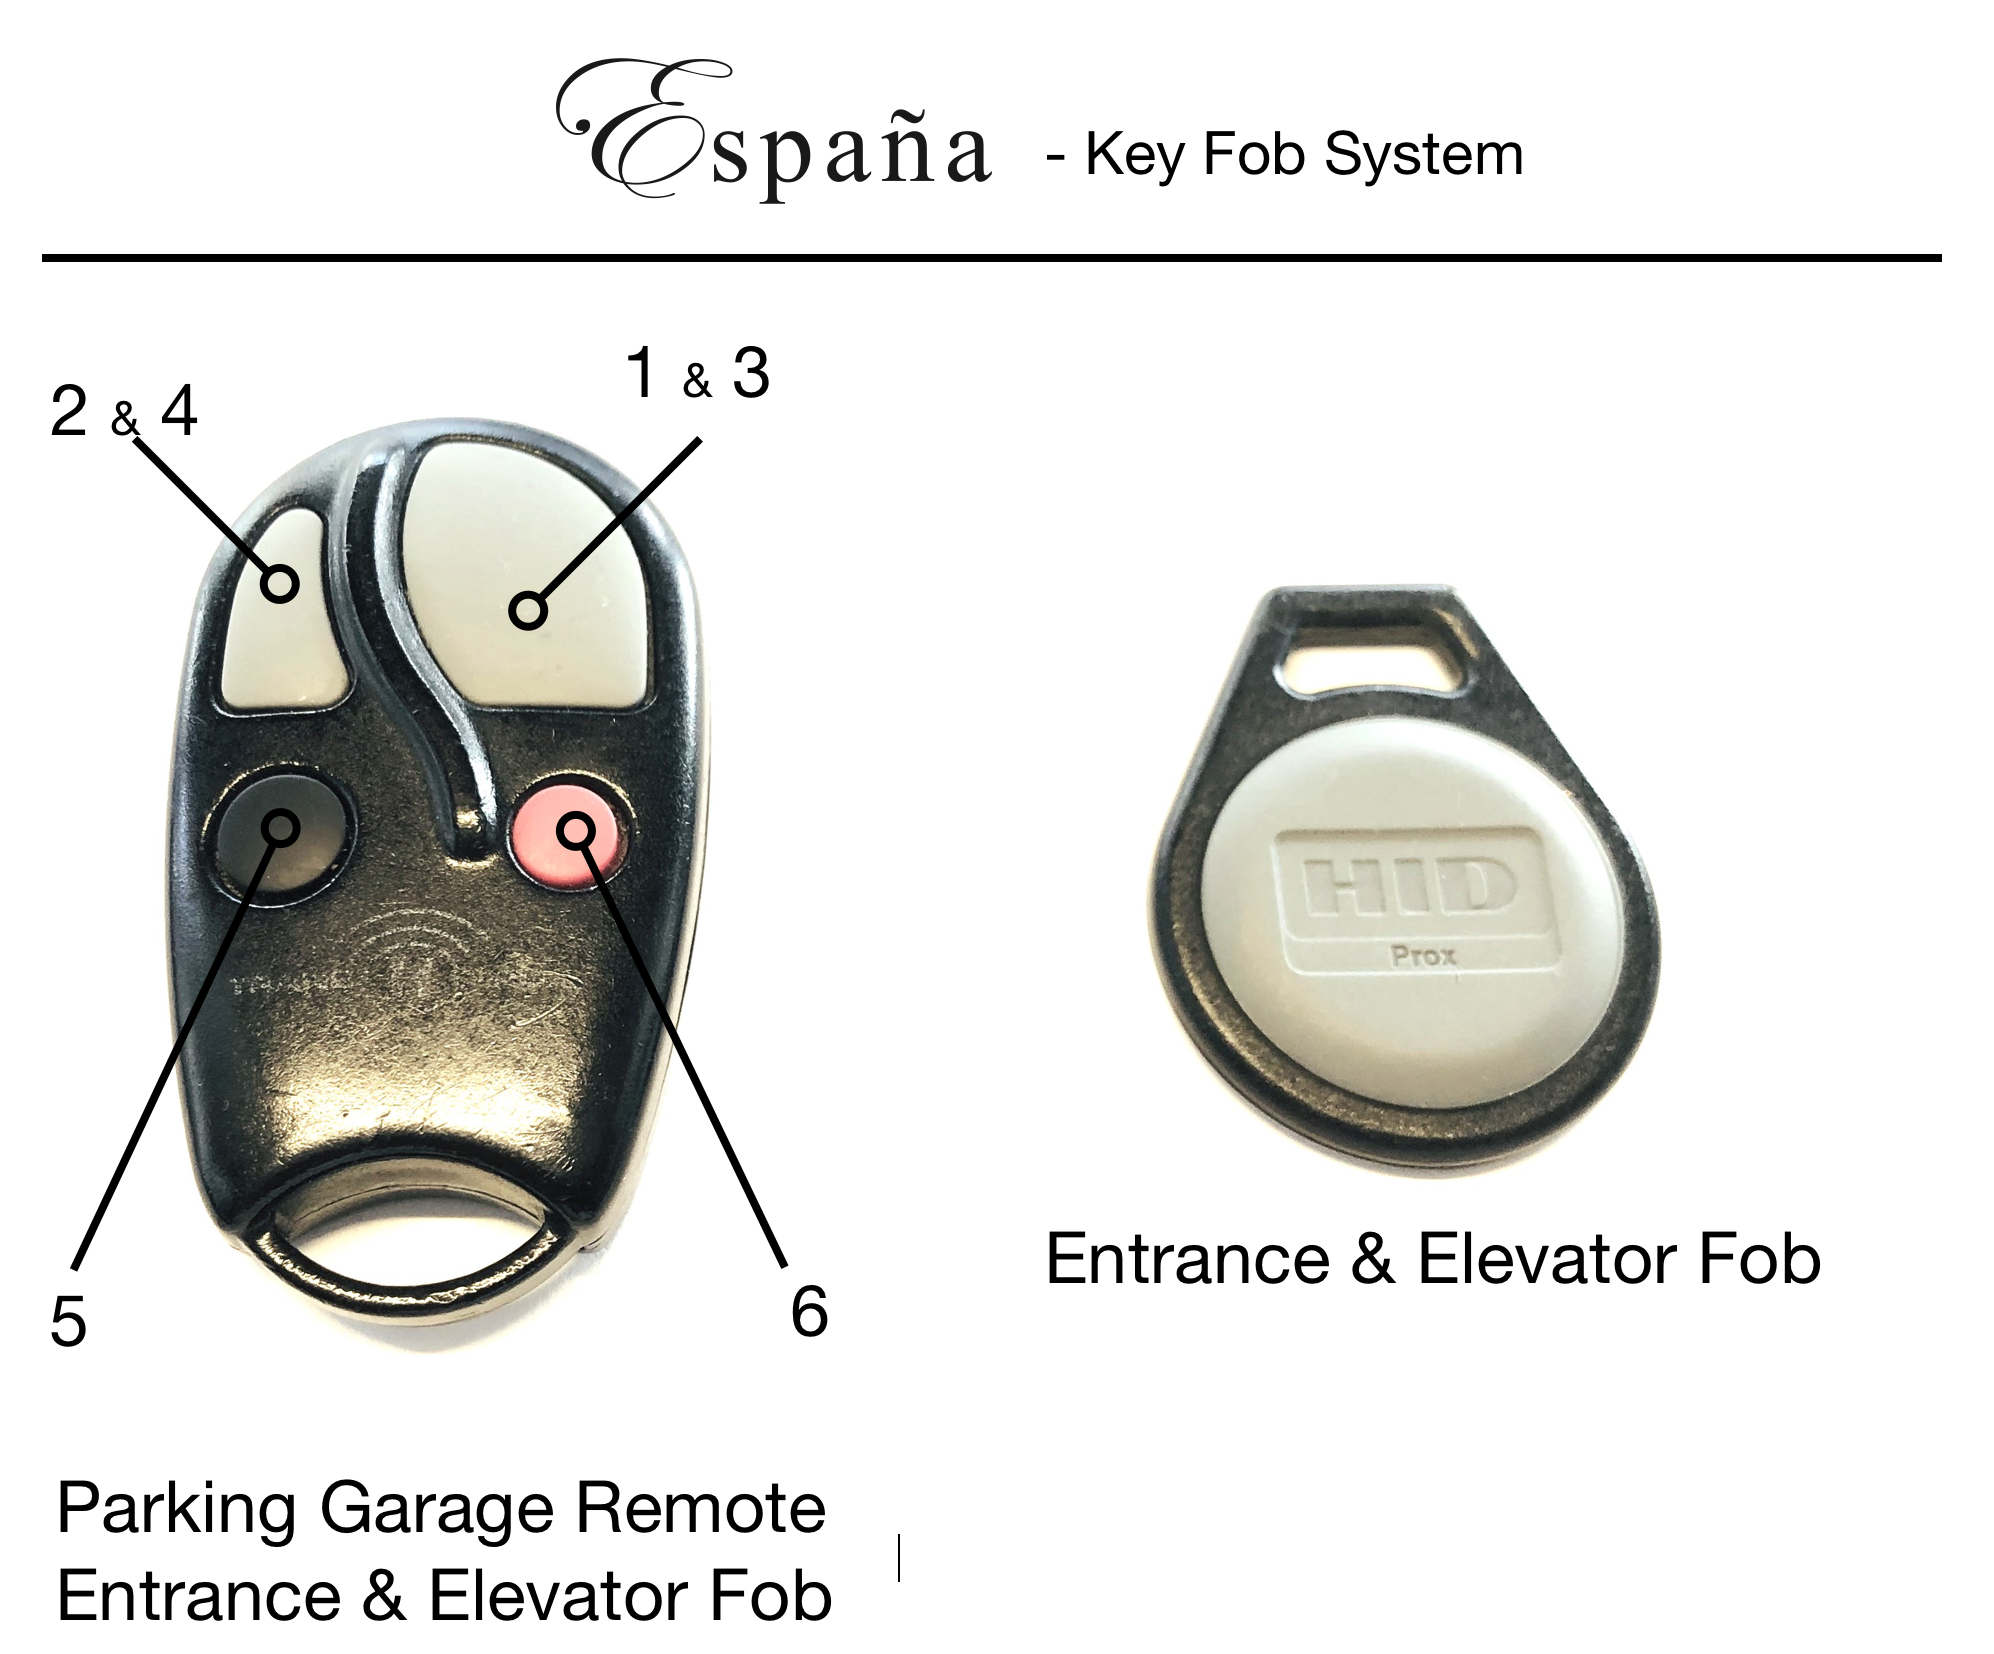 España - Key Fob System
2 & 4
1 & 3
HID
Prox
5
6
Entrance & Elevator Fob
Parking Garage Remote
Entrance & Elevator Fob